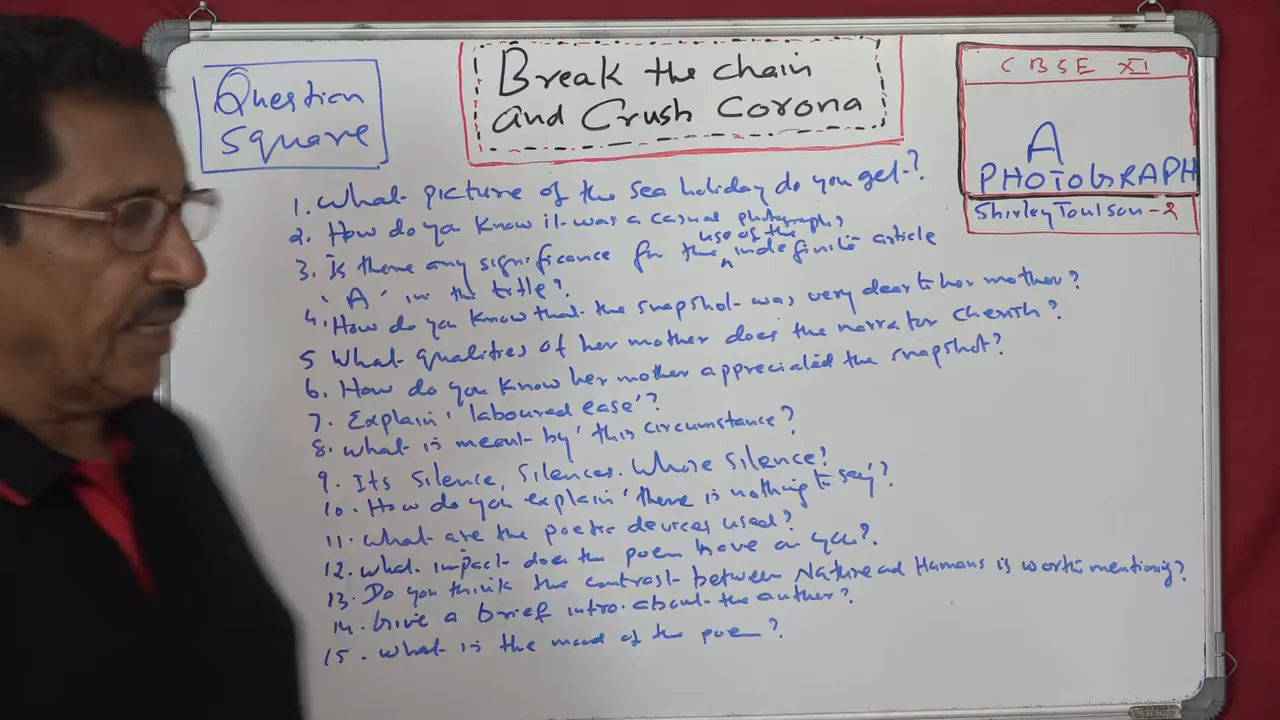 Question
Square
Break the chain
and Crush Corona
CBSE XI
A
PHOTOGRAPH
Shirley Toulson-2
1. What picture of the sea holiday do you get?
2. How do you know it was a casual photograph?
3. Is there any significance for the use of the indefinite article
'A' in the title?
4. How do you know that the snapshot was very dear to her mother?
5 What qualities of her mother does the narrator cherish?
6. How do you know her mother appreciated the snapshot?
7. Explain 'laboured ease'?
8. What is meant by 'this circumstance?
9. Its silence, silences. Whose silence?
10. How do you explain 'there is nothing to say'?
11. What are the poetic devices used?
12. What impact does the poem have on you?
13. Do you think the contrast between Nature and Humans is worth mentioning?
14. Give a brief intro. about the author?
15. What is the mood of the poem?